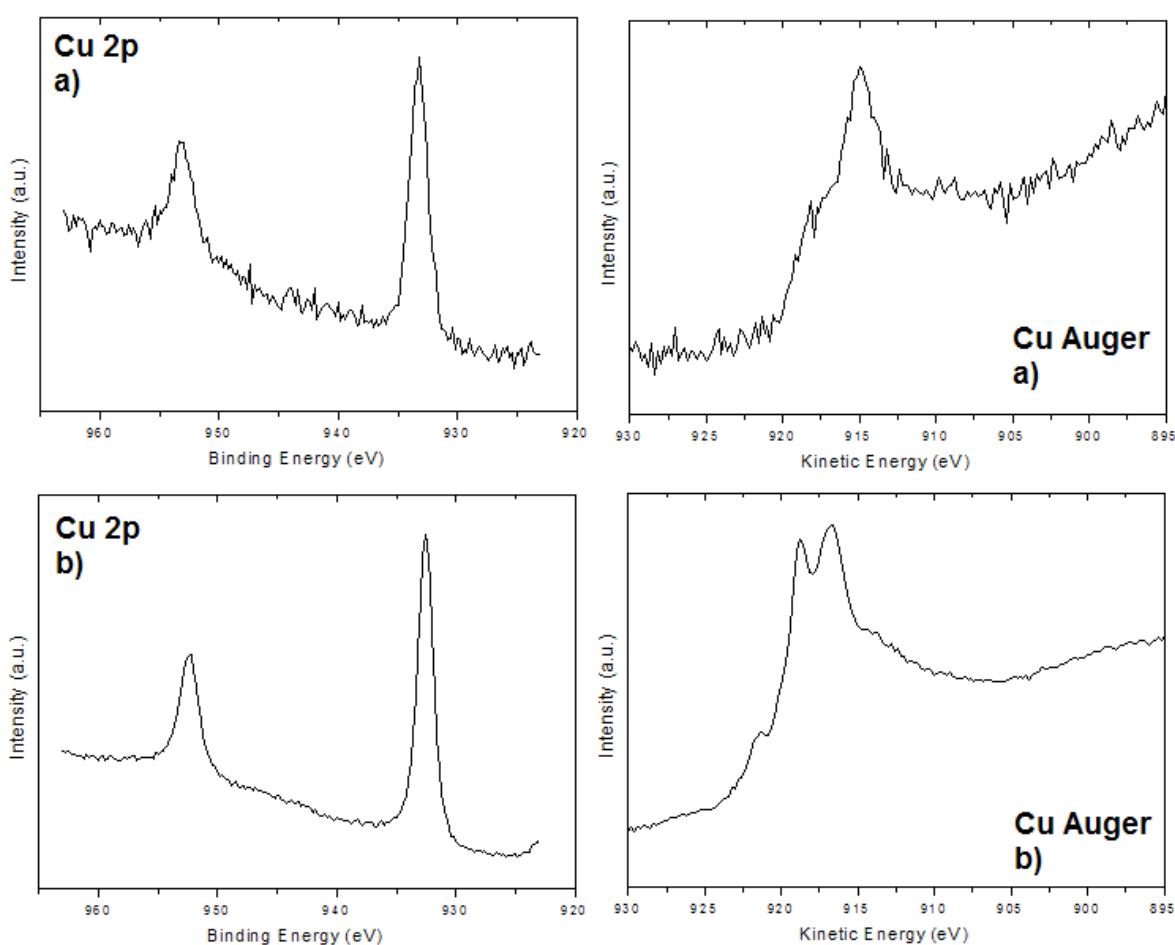 Cu 2p
a)
Intensity (a.u.)
960 950 940 930 920
Binding Energy (eV)
Intensity (a.u.)
Cu Auger
a)
930 925 920 915 910 905 900 895
Kinetic Energy (eV)
Cu 2p
b)
Intensity (a.u.)
960 950 940 930 920
Binding Energy (eV)
Intensity (a.u.)
Cu Auger
b)
930 925 920 915 910 905 900 895
Kinetic Energy (eV)